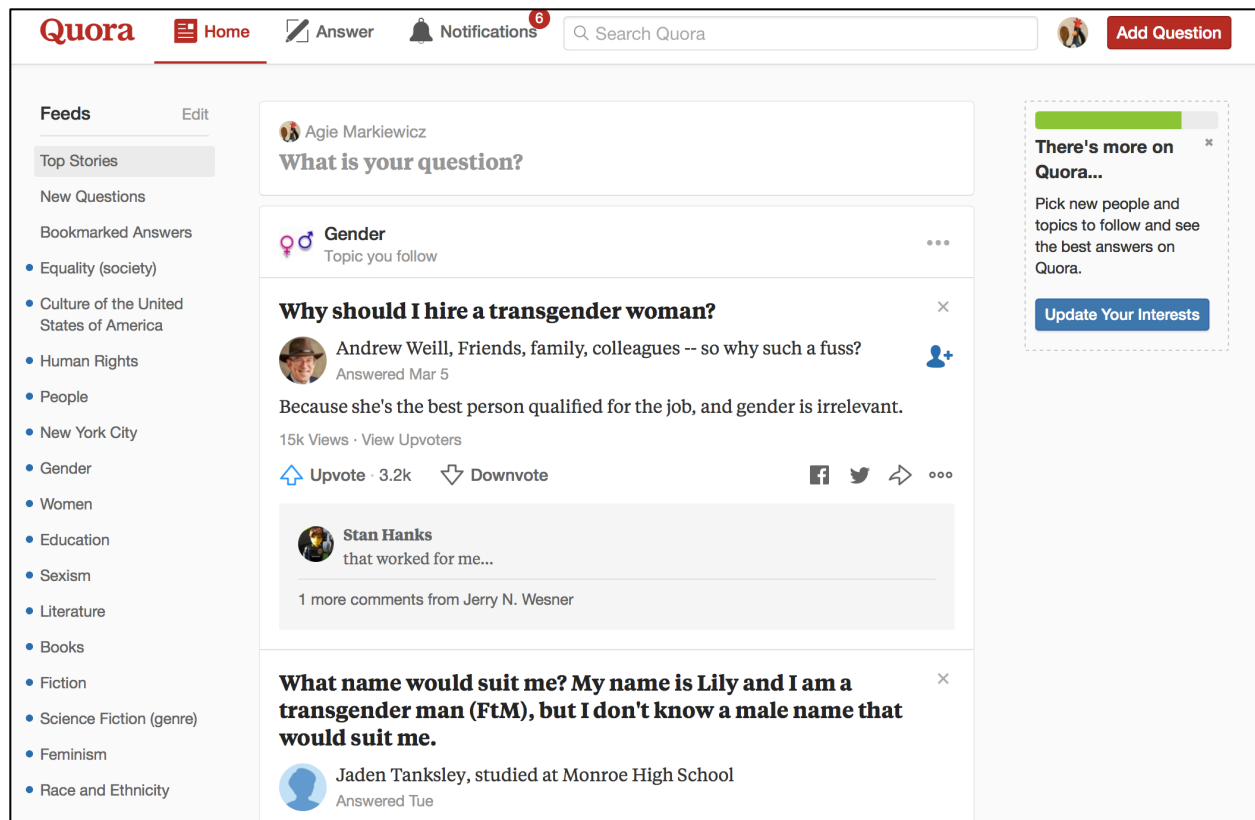 Quora
Home
Answer
Notifications
6
Search Quora
Add Question
Feeds
Edit
Top Stories
New Questions
Bookmarked Answers
Equality (society)
Culture of the United
States of America
Human Rights
People
New York City
Gender
Women
Education
Sexism
Literature
Books
Fiction
Science Fiction (genre)
Feminism
Race and Ethnicity
Agie Markiewicz
What is your question?
Gender
Topic you follow
Why should I hire a transgender woman?
Andrew Weill, Friends, family, colleagues -- so why such a fuss?
Answered Mar 5
Because she's the best person qualified for the job, and gender is irrelevant.
15k Views · View Upvoters
Upvote · 3.2k
Downvote
Stan Hanks
that worked for me...
1 more comments from Jerry N. Wesner
What name would suit me? My name is Lily and I am a
transgender man (FtM), but I don't know a male name that
would suit me.
Jaden Tanksley, studied at Monroe High School
Answered Tue
There's more on
Quora...
Pick new people and
topics to follow and see
the best answers on
Quora.
Update Your Interests